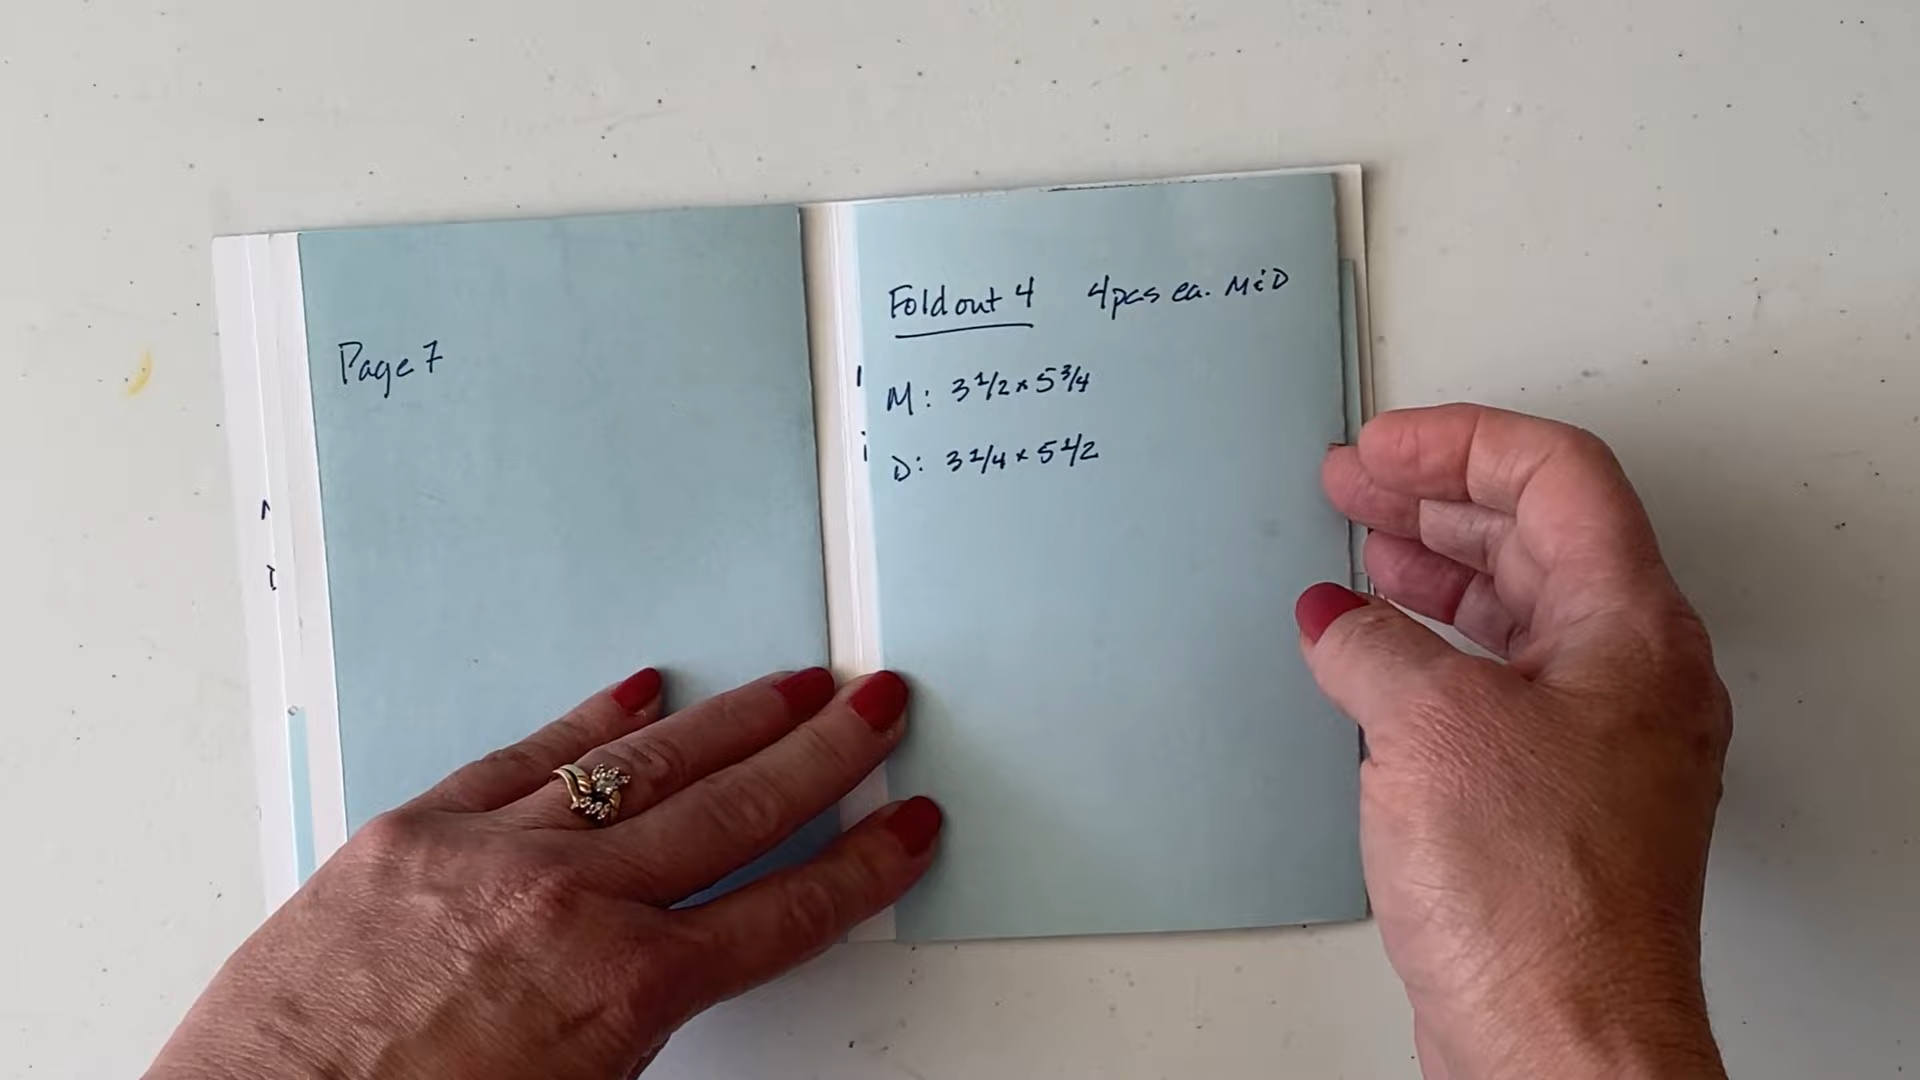 Page 7
Foldout 4 4pcs ea. M&D
M: 3 1/2 x 5 3/4
D: 3 1/4 x 5 1/2